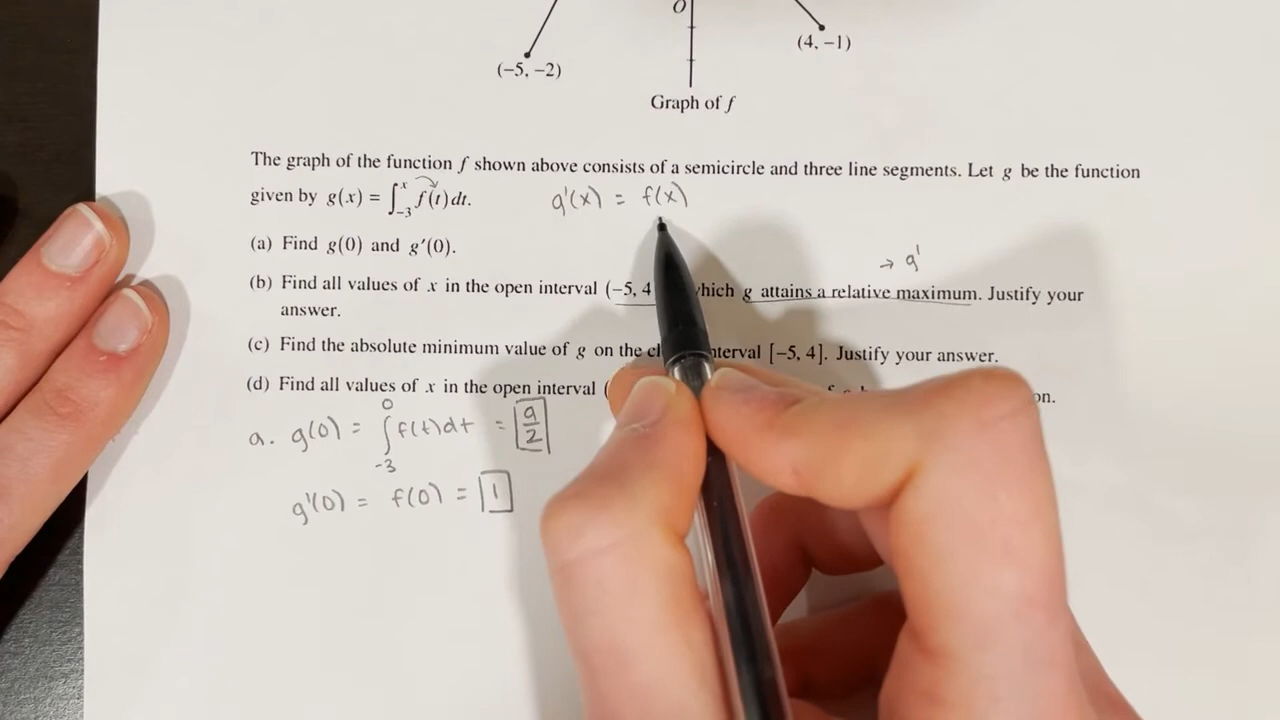 O
(4, −1)
(−5, −2)
Graph of f
The graph of the function f shown above consists of a semicircle and three line segments. Let g be the function
given by g(x) = ∫_{-3}^{x} f(t) dt. g'(x) = f(x)
(a) Find g(0) and g′(0).
→ g'
(b) Find all values of x in the open interval (−5, 4 which g attains a relative maximum. Justify your
answer.
(c) Find the absolute minimum value of g on the interval [−5, 4]. Justify your answer.
(d) Find all values of x in the open interval (
a. g(0) = ∫_{-3}^{0} f(t)dt = 9/2
g'(0) = f(0) = 1